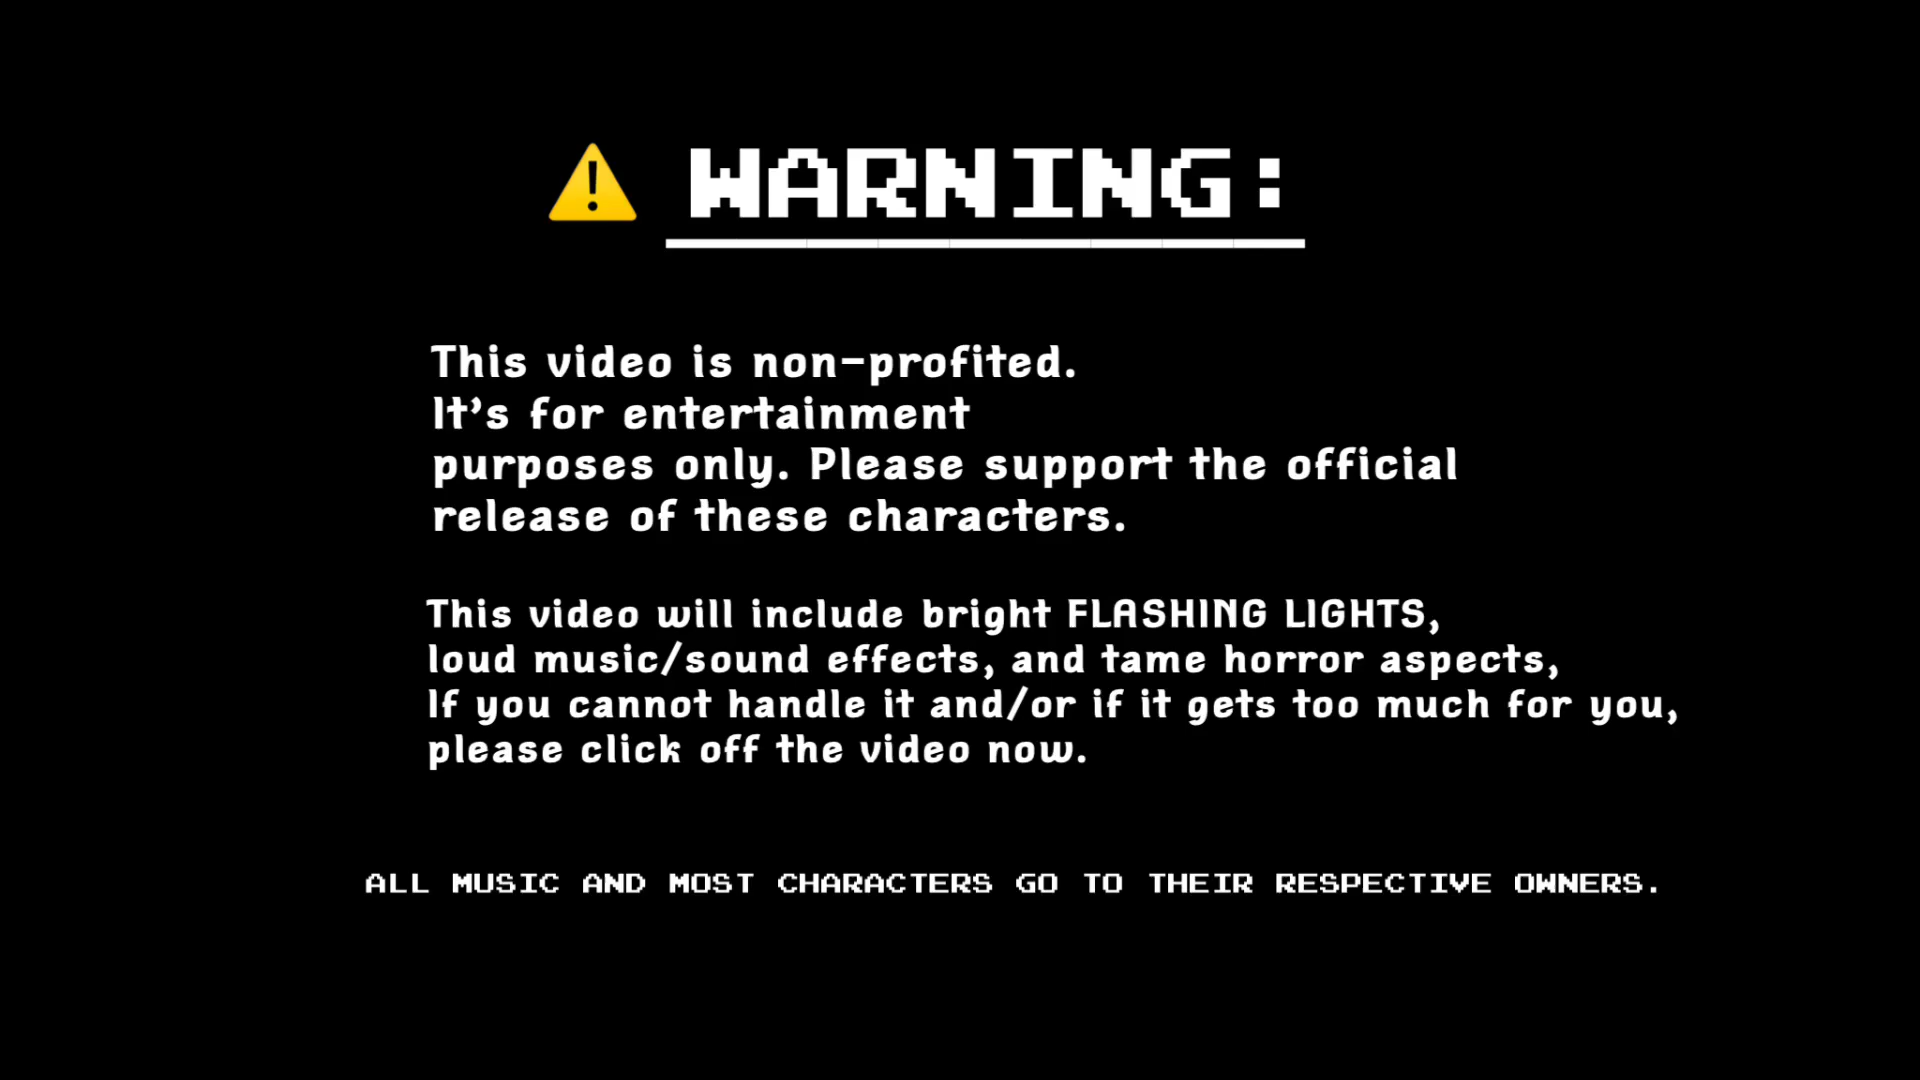 ⚠️ WARNING:
This video is non-profited.
It's for entertainment
purposes only. Please support the official
release of these characters.
This video will include bright FLASHING LIGHTS,
loud music/sound effects, and tame horror aspects,
If you cannot handle it and/or if it gets too much for you,
please click off the video now.
ALL MUSIC AND MOST CHARACTERS GO TO THEIR RESPECTIVE OWNERS.